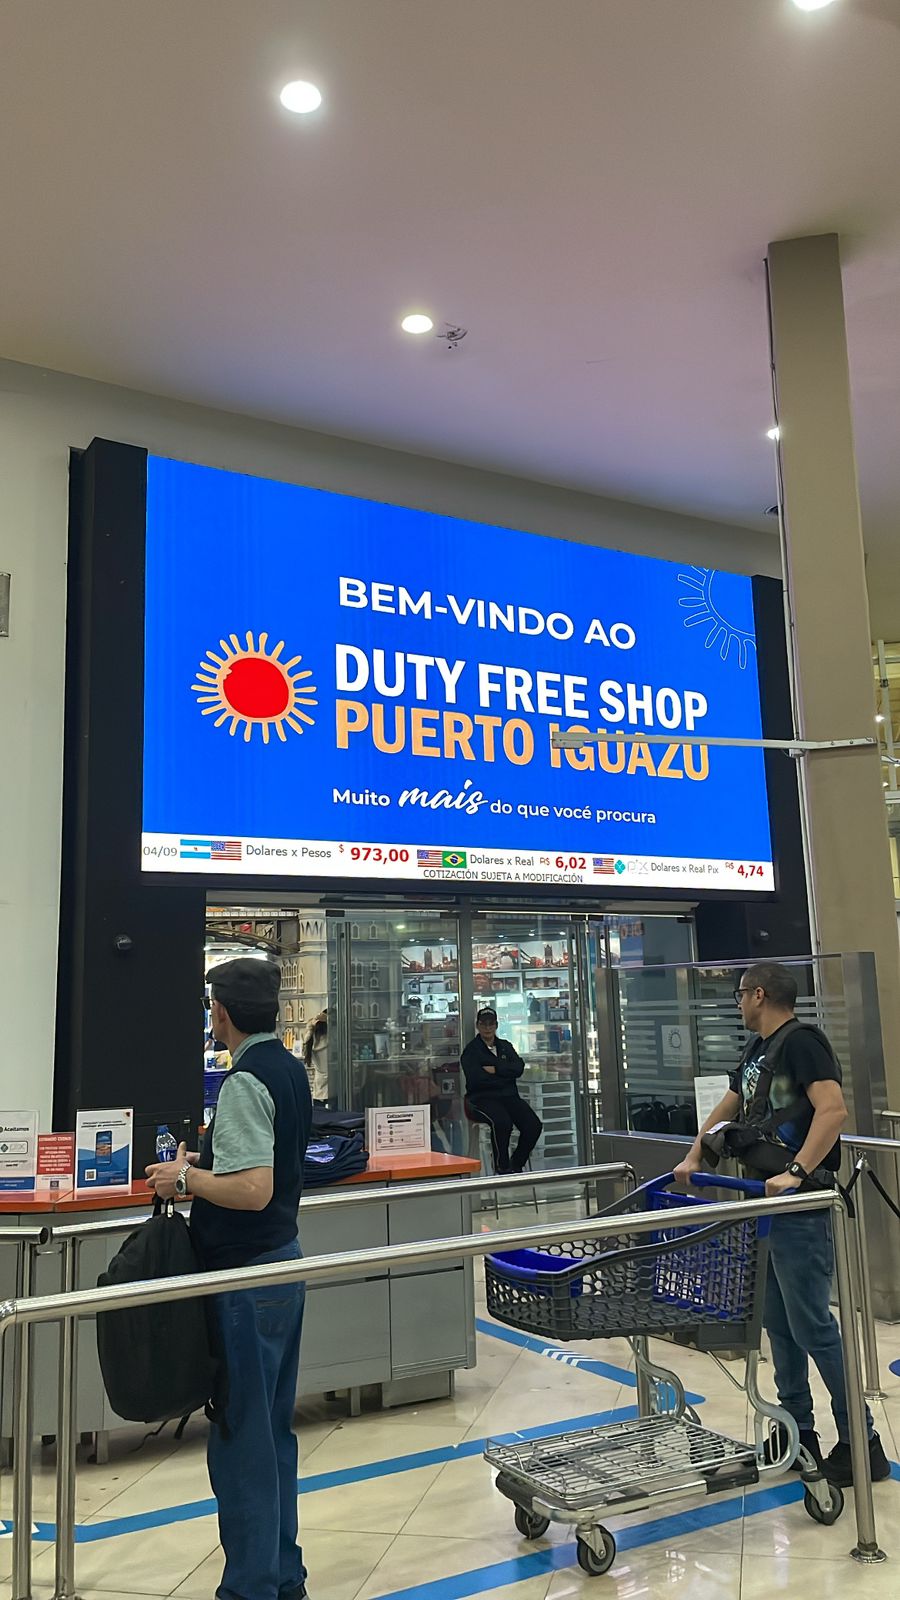 BEM-VINDO AO
DUTY FREE SHOP
PUERTO IGUAZU
Muito mais do que você procura
04/09 Dolares x Pesos $ 973,00 Dolares x Real R$ 6,02 pix Dolares x Real Pix R$ 4,74
COTIZACIÓN SUJETA A MODIFICACIÓN
Aceitamos
Cotizaciones